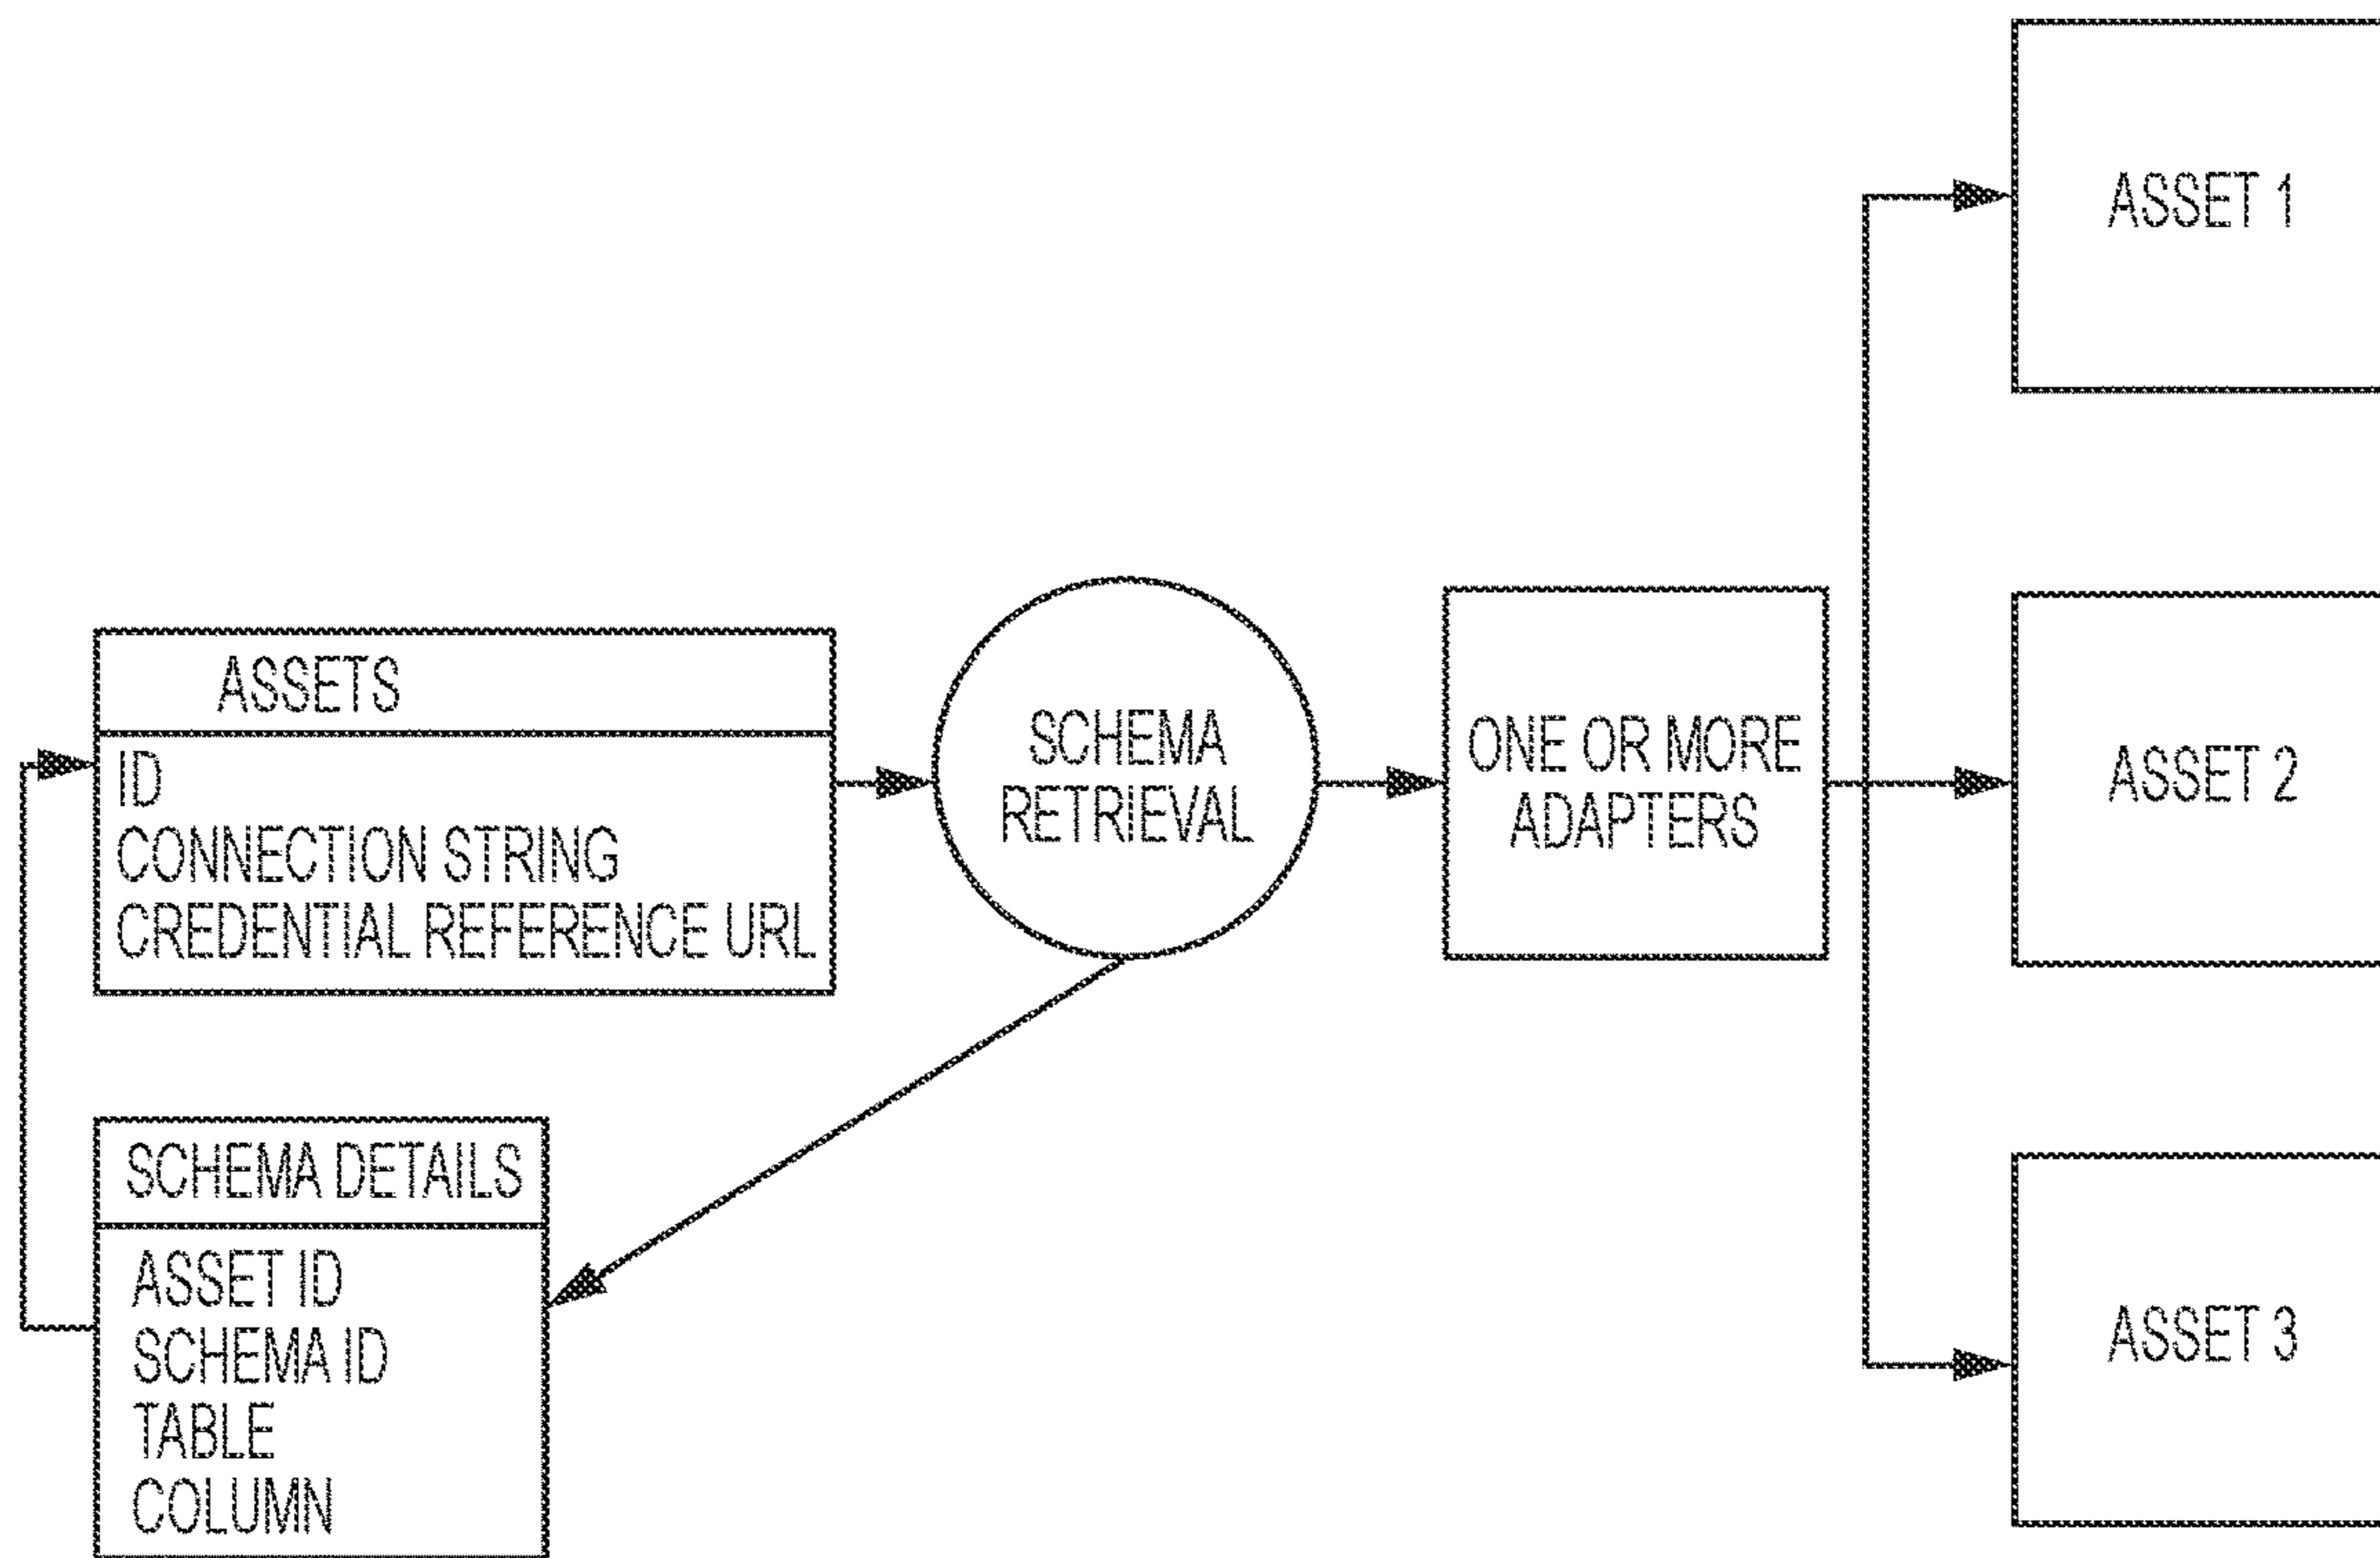 ASSET 1
ASSETS
ID
CONNECTION STRING
CREDENTIAL REFERENCE URL
SCHEMA
RETRIEVAL
ONE OR MORE
ADAPTERS
ASSET 2
SCHEMA DETAILS
ASSET ID
SCHEMA ID
TABLE
COLUMN
ASSET 3